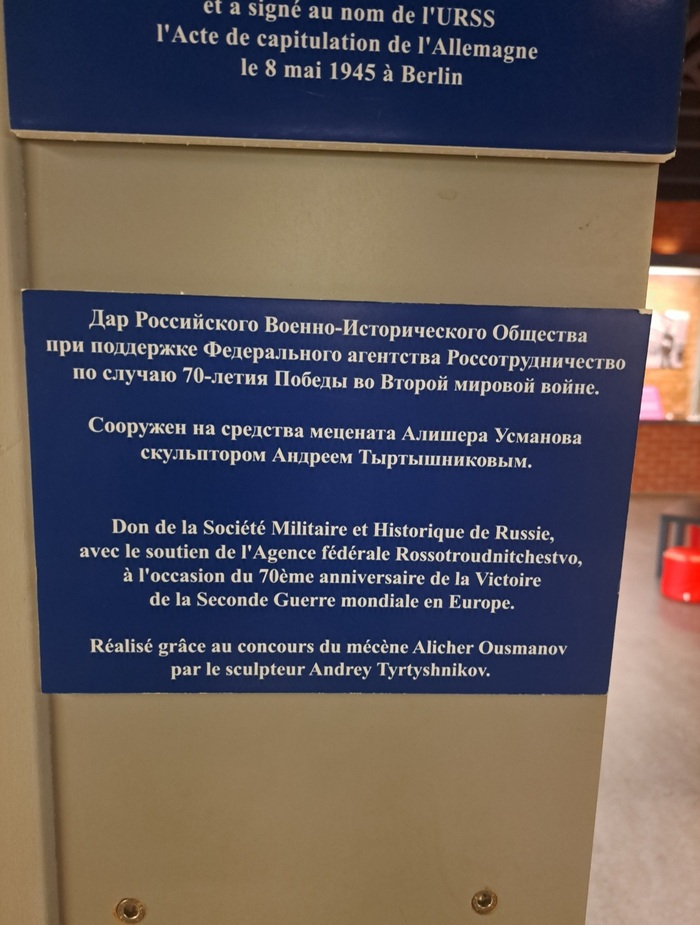 et a signé au nom de l'URSS
l'Acte de capitulation de l'Allemagne
le 8 mai 1945 à Berlin
Дар Российского Военно-Исторического Общества
при поддержке Федерального агентства Россотрудничество
по случаю 70-летия Победы во Второй мировой войне.
Сооружен на средства мецената Алишера Усманова
скульптором Андреем Тыртышниковым.
Don de la Société Militaire et Historique de Russie,
avec le soutien de l'Agence fédérale Rossotroudnitchestvo,
à l'occasion du 70ème anniversaire de la Victoire
de la Seconde Guerre mondiale en Europe.
Réalisé grâce au concours du mécène Alicher Ousmanov
par le sculpteur Andrey Tyrtyshnikov.